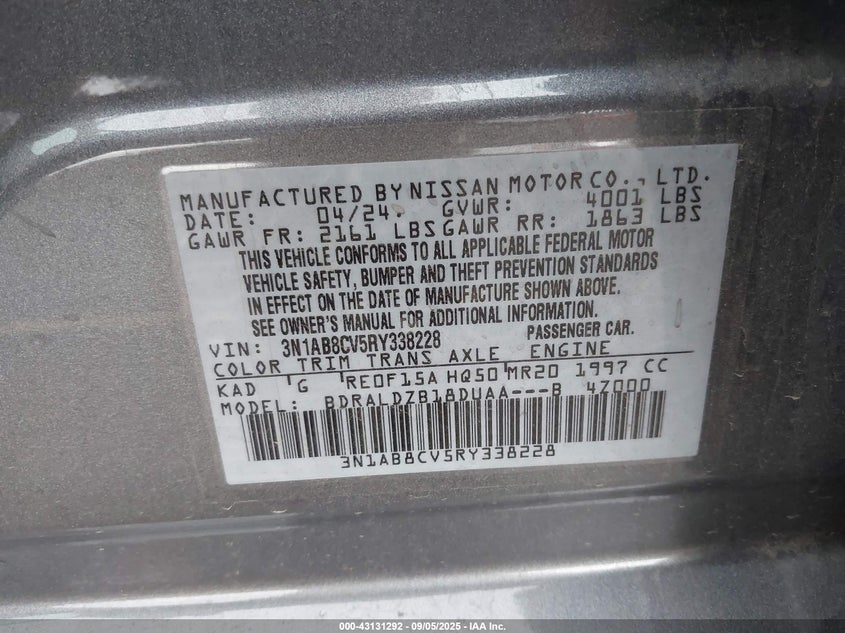 MANUFACTURED BY NISSAN MOTOR CO., LTD.
DATE: 04/24 GVWR: 4001 LBS
GAWR FR: 2161 LBS GAWR RR: 1863 LBS
THIS VEHICLE CONFORMS TO ALL APPLICABLE FEDERAL MOTOR
VEHICLE SAFETY, BUMPER AND THEFT PREVENTION STANDARDS
IN EFFECT ON THE DATE OF MANUFACTURE SHOWN ABOVE.
SEE OWNER'S MANUAL FOR ADDITIONAL INFORMATION.
VIN: 3N1AB8CV5RY338228 PASSENGER CAR.
COLOR TRIM TRANS AXLE ENGINE
KAD G RE0F15A HQ50 MR20 1997 CC
MODEL: BDRALDZB18DUAA---B 4Z000
3N1AB8CV5RY338228
000-43131292 - 09/05/2025 - IAA Inc.